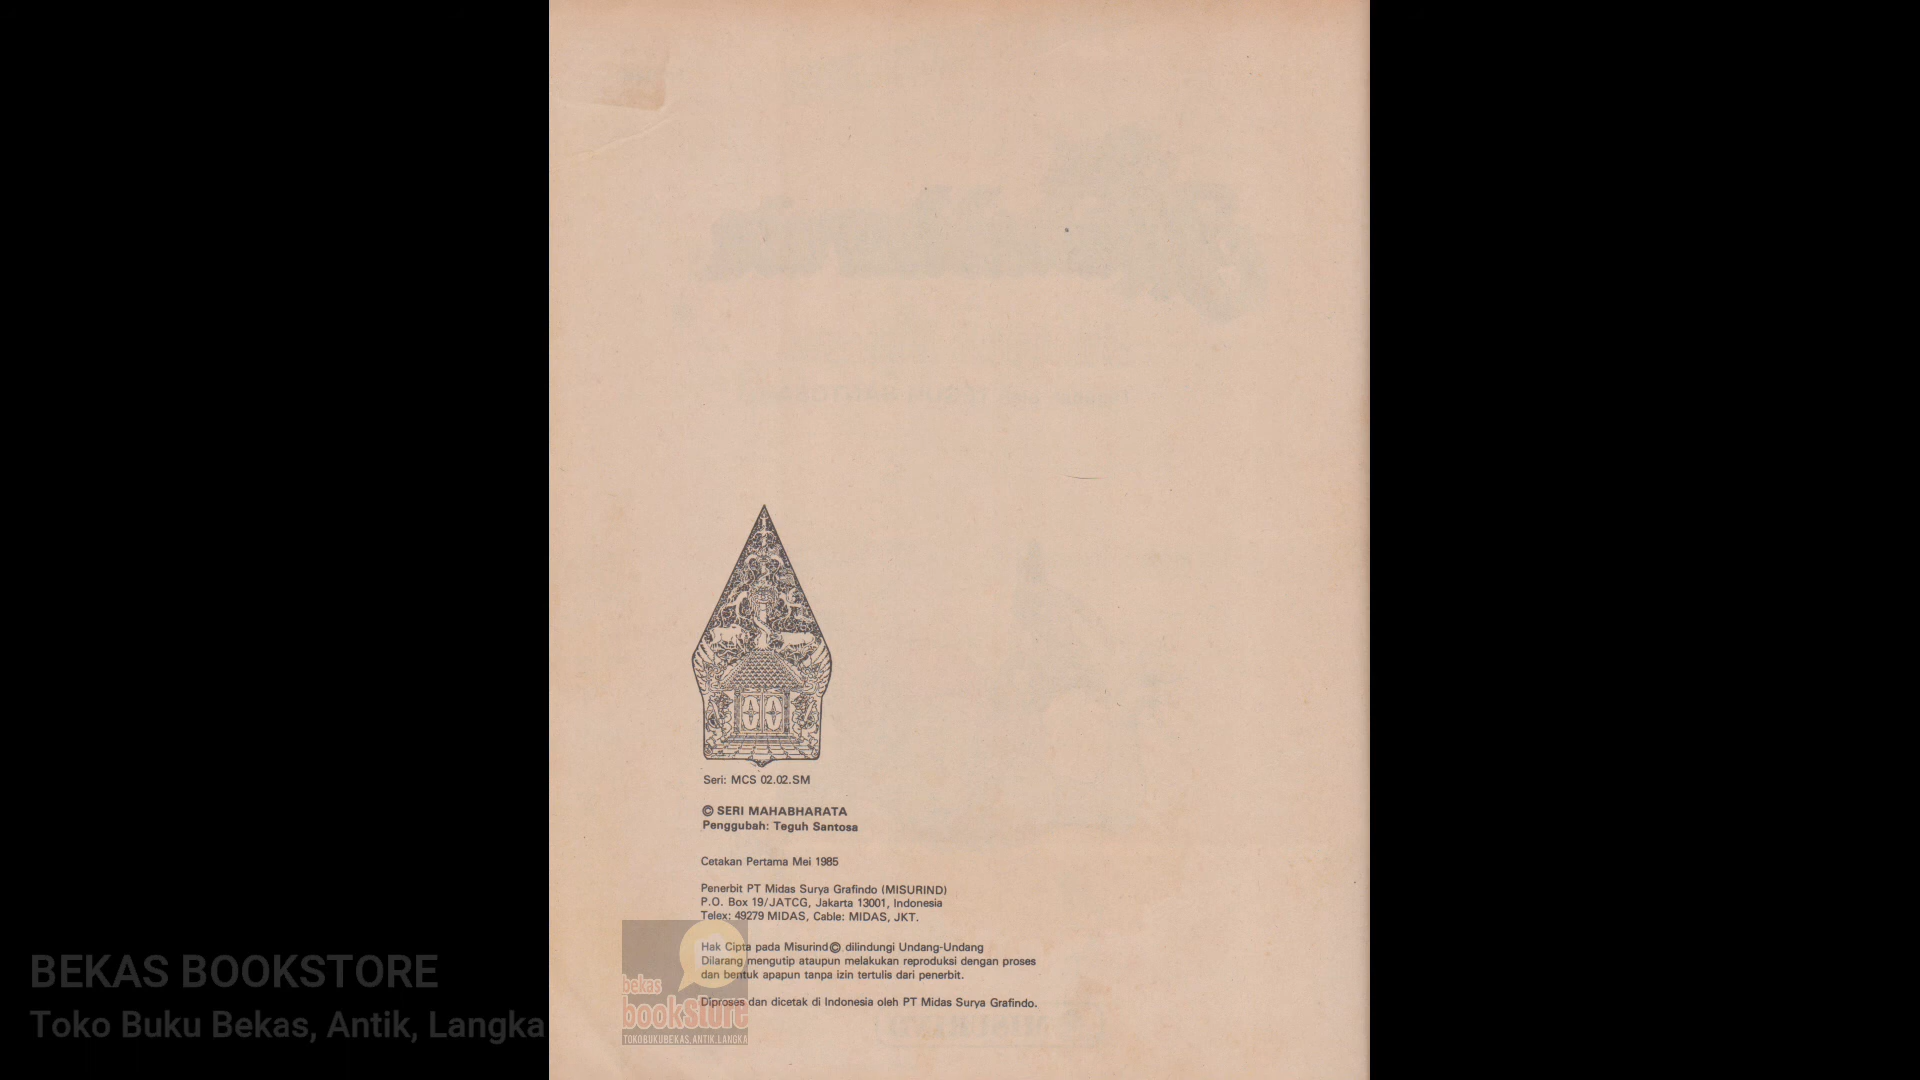 Seri: MCS 02.02.SM
© SERI MAHABHARATA
Penggubah: Teguh Santosa
Cetakan Pertama Mei 1985
Penerbit PT Midas Surya Grafindo (MISURIND)
P.O. Box 19/JATCG, Jakarta 13001, Indonesia
Telex: 49279 MIDAS, Cable: MIDAS, JKT.
Hak Cipta pada Misurind © dilindungi Undang-Undang
Dilarang mengutip ataupun melakukan reproduksi dengan proses
dan bentuk apapun tanpa izin tertulis dari penerbit.
Diproses dan dicetak di Indonesia oleh PT Midas Surya Grafindo.
bekas
bookstore
TOKOBUKUBEKAS.ANTIK.LANGKA
BEKAS BOOKSTORE
Toko Buku Bekas, Antik, Langka